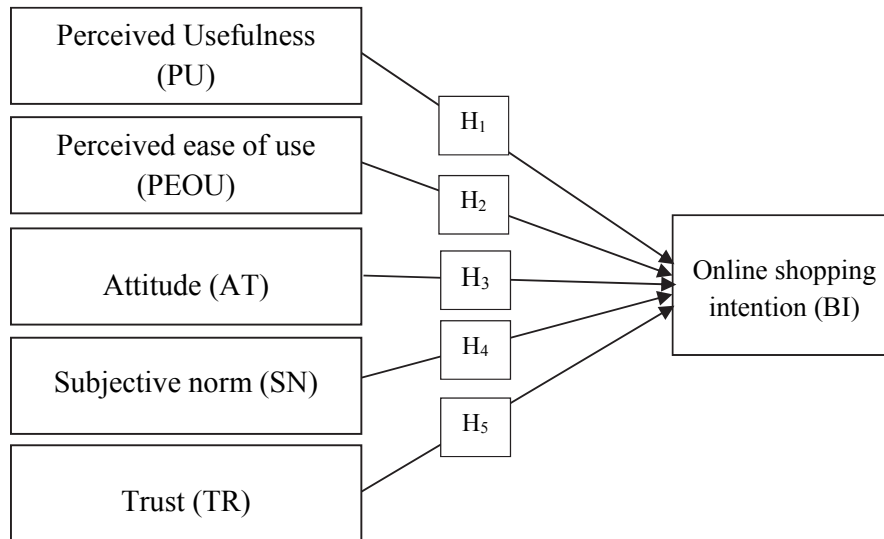 Perceived Usefulness
(PU)
H₁
Perceived ease of use
(PEOU)
H₂
Attitude (AT)
H₃
Online shopping
intention (BI)
Subjective norm (SN)
H₄
H₅
Trust (TR)